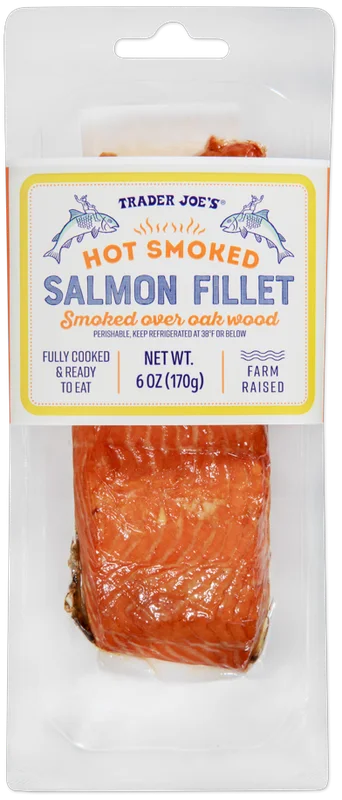 TRADER JOE'S®
HOT SMOKED
SALMON FILLET
Smoked over oak wood
PERISHABLE, KEEP REFRIGERATED AT 38°F OR BELOW
FULLY COOKED
& READY
TO EAT
NET WT.
6 OZ (170g)
FARM
RAISED